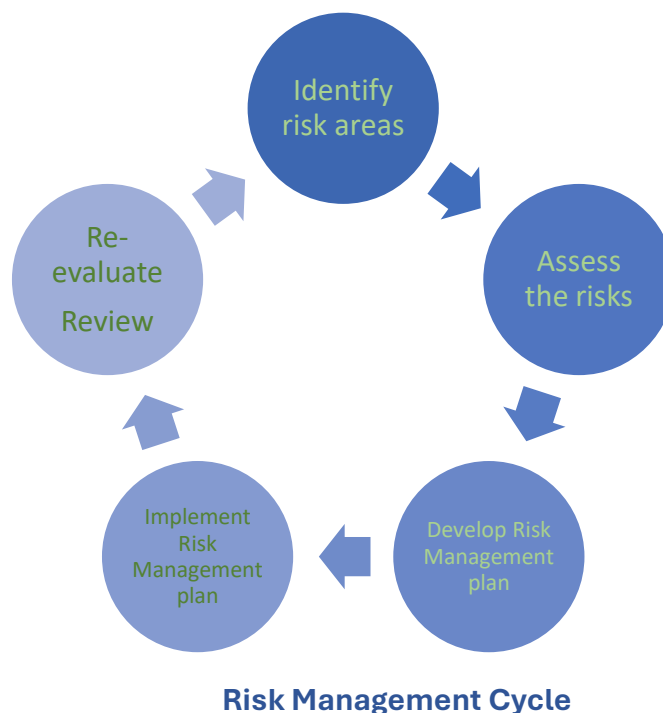 Identify
risk areas
Assess
the risks
Develop Risk
Management
plan
Implement
Risk
Management
plan
Re-
evaluate
Review
Risk Management Cycle